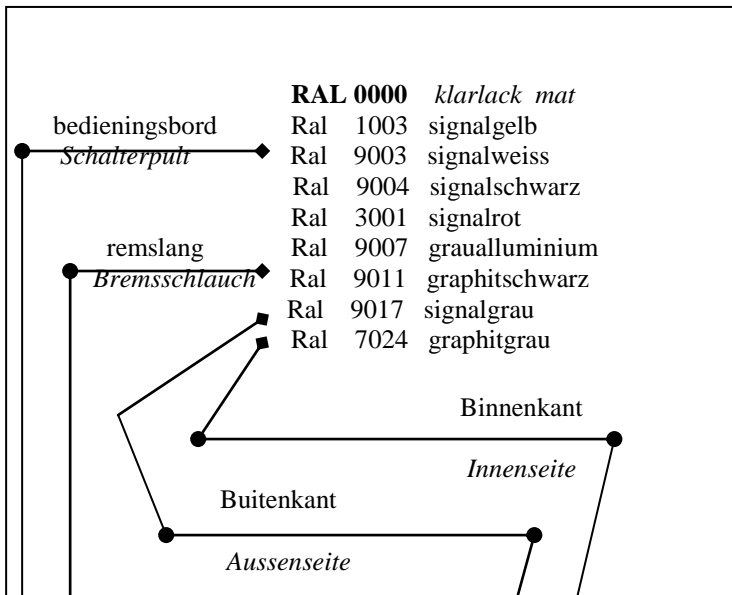 RAL 0000 klarlack mat
bedieningsbord
Ral 1003 signalgelb
Schalterpult
Ral 9003 signalweiss
Ral 9004 signalschwarz
Ral 3001 signalrot
remslang
Ral 9007 graualluminium
Bremsschlauch
Ral 9011 graphitschwarz
Ral 9017 signalgrau
Ral 7024 graphitgrau
Binnenkant
Innenseite
Buitenkant
Aussenseite